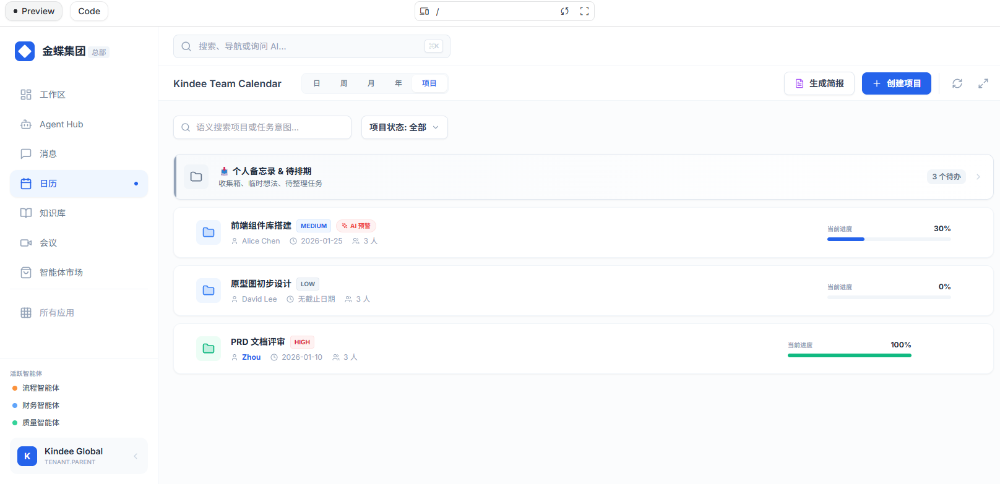 Preview
Code
/
金蝶集团 总部
搜索、导航或询问 AI...
⌘K
工作区
Agent Hub
消息
日历
知识库
会议
智能体市场
所有应用
活跃智能体
流程智能体
财务智能体
质量智能体
K
Kindee Global
TENANT.PARENT
Kindee Team Calendar
日 周 月 年 项目
生成简报
创建项目
语义搜索项目或任务意图...
项目状态: 全部
个人备忘录 & 待排期
收集箱、临时想法、待整理任务
3 个待办
前端组件库搭建 MEDIUM AI 预警
Alice Chen 2026-01-25 3 人
当前进度 30%
原型图初步设计 LOW
David Lee 无截止日期 3 人
当前进度 0%
PRD 文档评审 HIGH
Zhou 2026-01-10 3 人
当前进度 100%